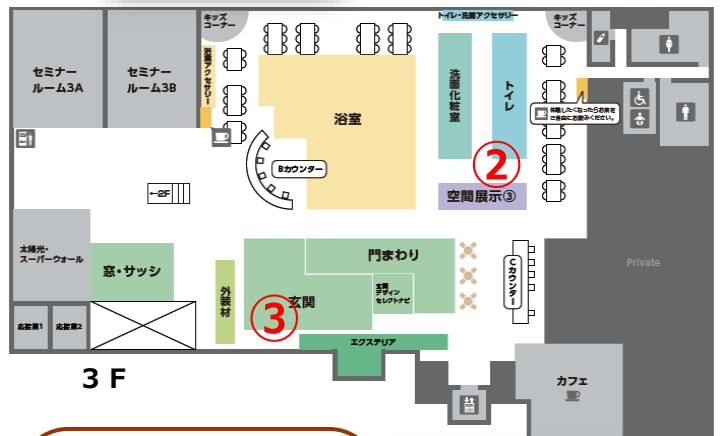 キッズ
コーナー
トイレ・洗面アクセサリー
キッズ
コーナー
セミナー
ルーム3A
セミナー
ルーム3B
浴室アクセサリー
浴室
洗面化粧室
トイレ
休憩したくなったらお茶を
ご自由にお飲みください。
Bカウンター
②
←2F
空間展示③
太陽光・
スーパーウォール
窓・サッシ
外装材
門まわり
玄関
玄関
デザイン
セレクトナビ
③
Cカウンター
Private
応接室1
応接室2
エクステリア
カフェ
3F